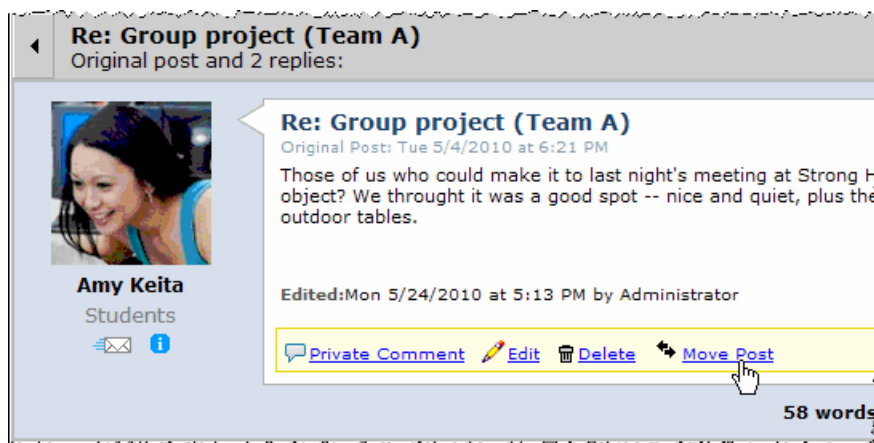 Re: Group project (Team A)
Original post and 2 replies:
Re: Group project (Team A)
Original Post: Tue 5/4/2010 at 6:21 PM
Those of us who could make it to last night's meeting at Strong H
object? We throught it was a good spot -- nice and quiet, plus the
outdoor tables.
Edited:Mon 5/24/2010 at 5:13 PM by Administrator
Amy Keita
Students
Private Comment Edit Delete Move Post
58 words